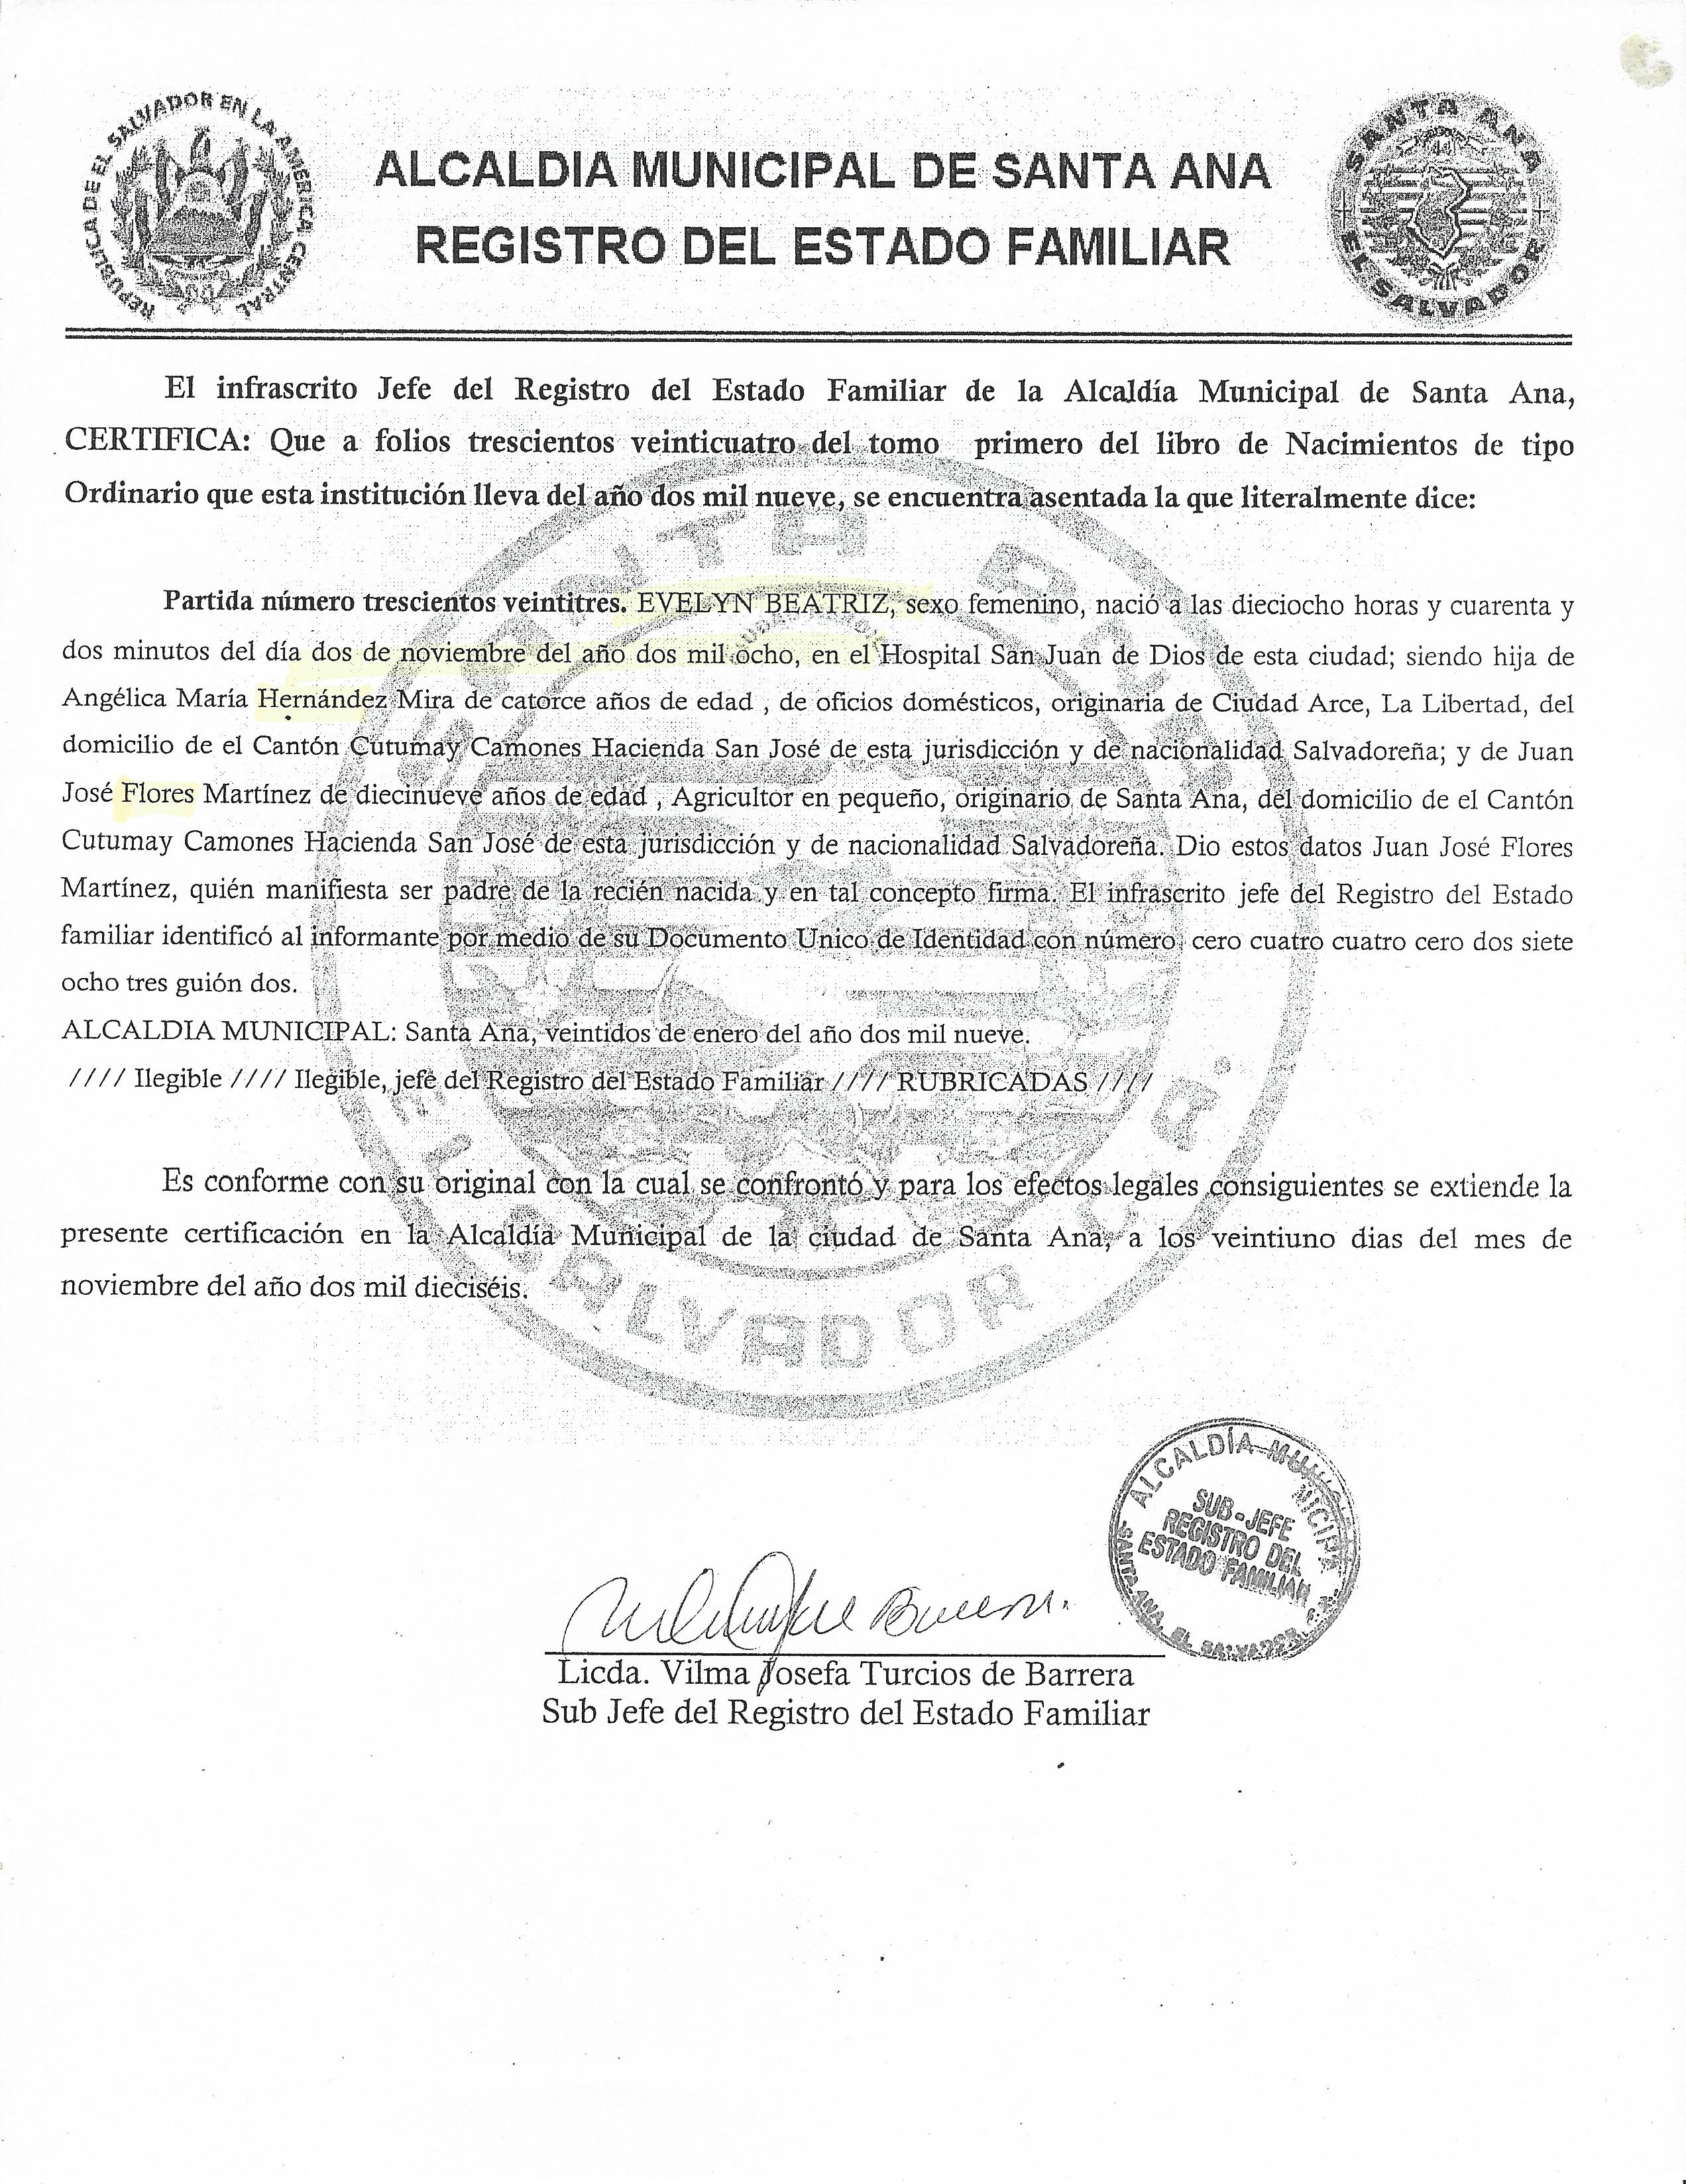 REPUBLICA DE EL SALVADOR EN LA AMERICA CENTRAL
SANTA ANA
EL SALVADOR
ALCALDIA MUNICIPAL DE SANTA ANA
REGISTRO DEL ESTADO FAMILIAR
El infrascrito Jefe del Registro del Estado Familiar de la Alcaldía Municipal de Santa Ana,
CERTIFICA: Que a folios trescientos veinticuatro del tomo primero del libro de Nacimientos de tipo
Ordinario que esta institución lleva del año dos mil nueve, se encuentra asentada la que literalmente dice:
Partida número trescientos veintitres. EVELYN BEATRIZ, sexo femenino, nació a las dieciocho horas y cuarenta y
dos minutos del día dos de noviembre del año dos mil ocho, en el Hospital San Juan de Dios de esta ciudad; siendo hija de
Angélica María Hernández Mira de catorce años de edad , de oficios domésticos, originaria de Ciudad Arce, La Libertad, del
domicilio de el Cantón Cutumay Camones Hacienda San José de esta jurisdicción y de nacionalidad Salvadoreña; y de Juan
José Flores Martínez de diecinueve años de edad , Agricultor en pequeño, originario de Santa Ana, del domicilio de el Cantón
Cutumay Camones Hacienda San José de esta jurisdicción y de nacionalidad Salvadoreña. Dio estos datos Juan José Flores
Martínez, quién manifiesta ser padre de la recién nacida y en tal concepto firma. El infrascrito jefe del Registro del Estado
familiar identificó al informante por medio de su Documento Unico de Identidad con número cero cuatro cuatro cero dos siete
ocho tres guión dos.
ALCALDIA MUNICIPAL: Santa Ana, veintidos de enero del año dos mil nueve.
//// Ilegible //// Ilegible, jefe del Registro del Estado Familiar //// RUBRICADAS ////
Es conforme con su original con la cual se confrontó y para los efectos legales consiguientes se extiende la
presente certificación en la Alcaldía Municipal de la ciudad de Santa Ana, a los veintiuno dias del mes de
noviembre del año dos mil dieciséis.
ALCALDÍA MUNICIPAL
SUB-JEFE
REGISTRO DEL
ESTADO FAMILIAR
SANTA ANA, EL SALVADOR
Licda. Vilma Josefa Turcios de Barrera
Sub Jefe del Registro del Estado Familiar